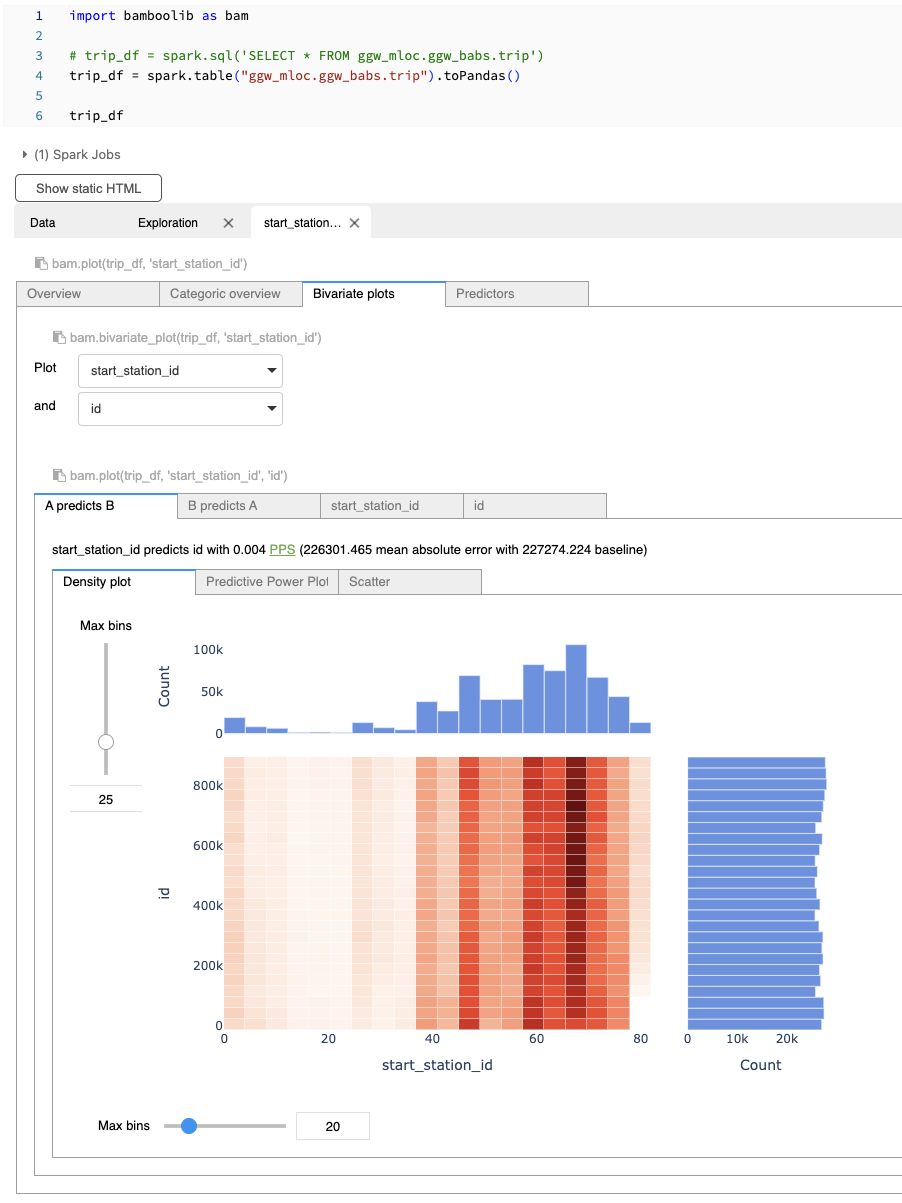 1 import bamboolib as bam
2
3 # trip_df = spark.sql('SELECT * FROM ggw_mloc.ggw_babs.trip')
4 trip_df = spark.table("ggw_mloc.ggw_babs.trip").toPandas()
5
6 trip_df
(1) Spark Jobs
Show static HTML
Data Exploration start_station...
bam.plot(trip_df, 'start_station_id')
Overview Categoric overview Bivariate plots Predictors
bam.bivariate_plot(trip_df, 'start_station_id')
Plot start_station_id
and id
bam.plot(trip_df, 'start_station_id', 'id')
A predicts B B predicts A start_station_id id
start_station_id predicts id with 0.004 PPS (226301.465 mean absolute error with 227274.224 baseline)
Density plot Predictive Power Plot Scatter
Max bins
25
Count
100k
50k
0
id
800k
600k
400k
200k
0
0 20 40 60 80
start_station_id
0 10k 20k
Count
Max bins 20